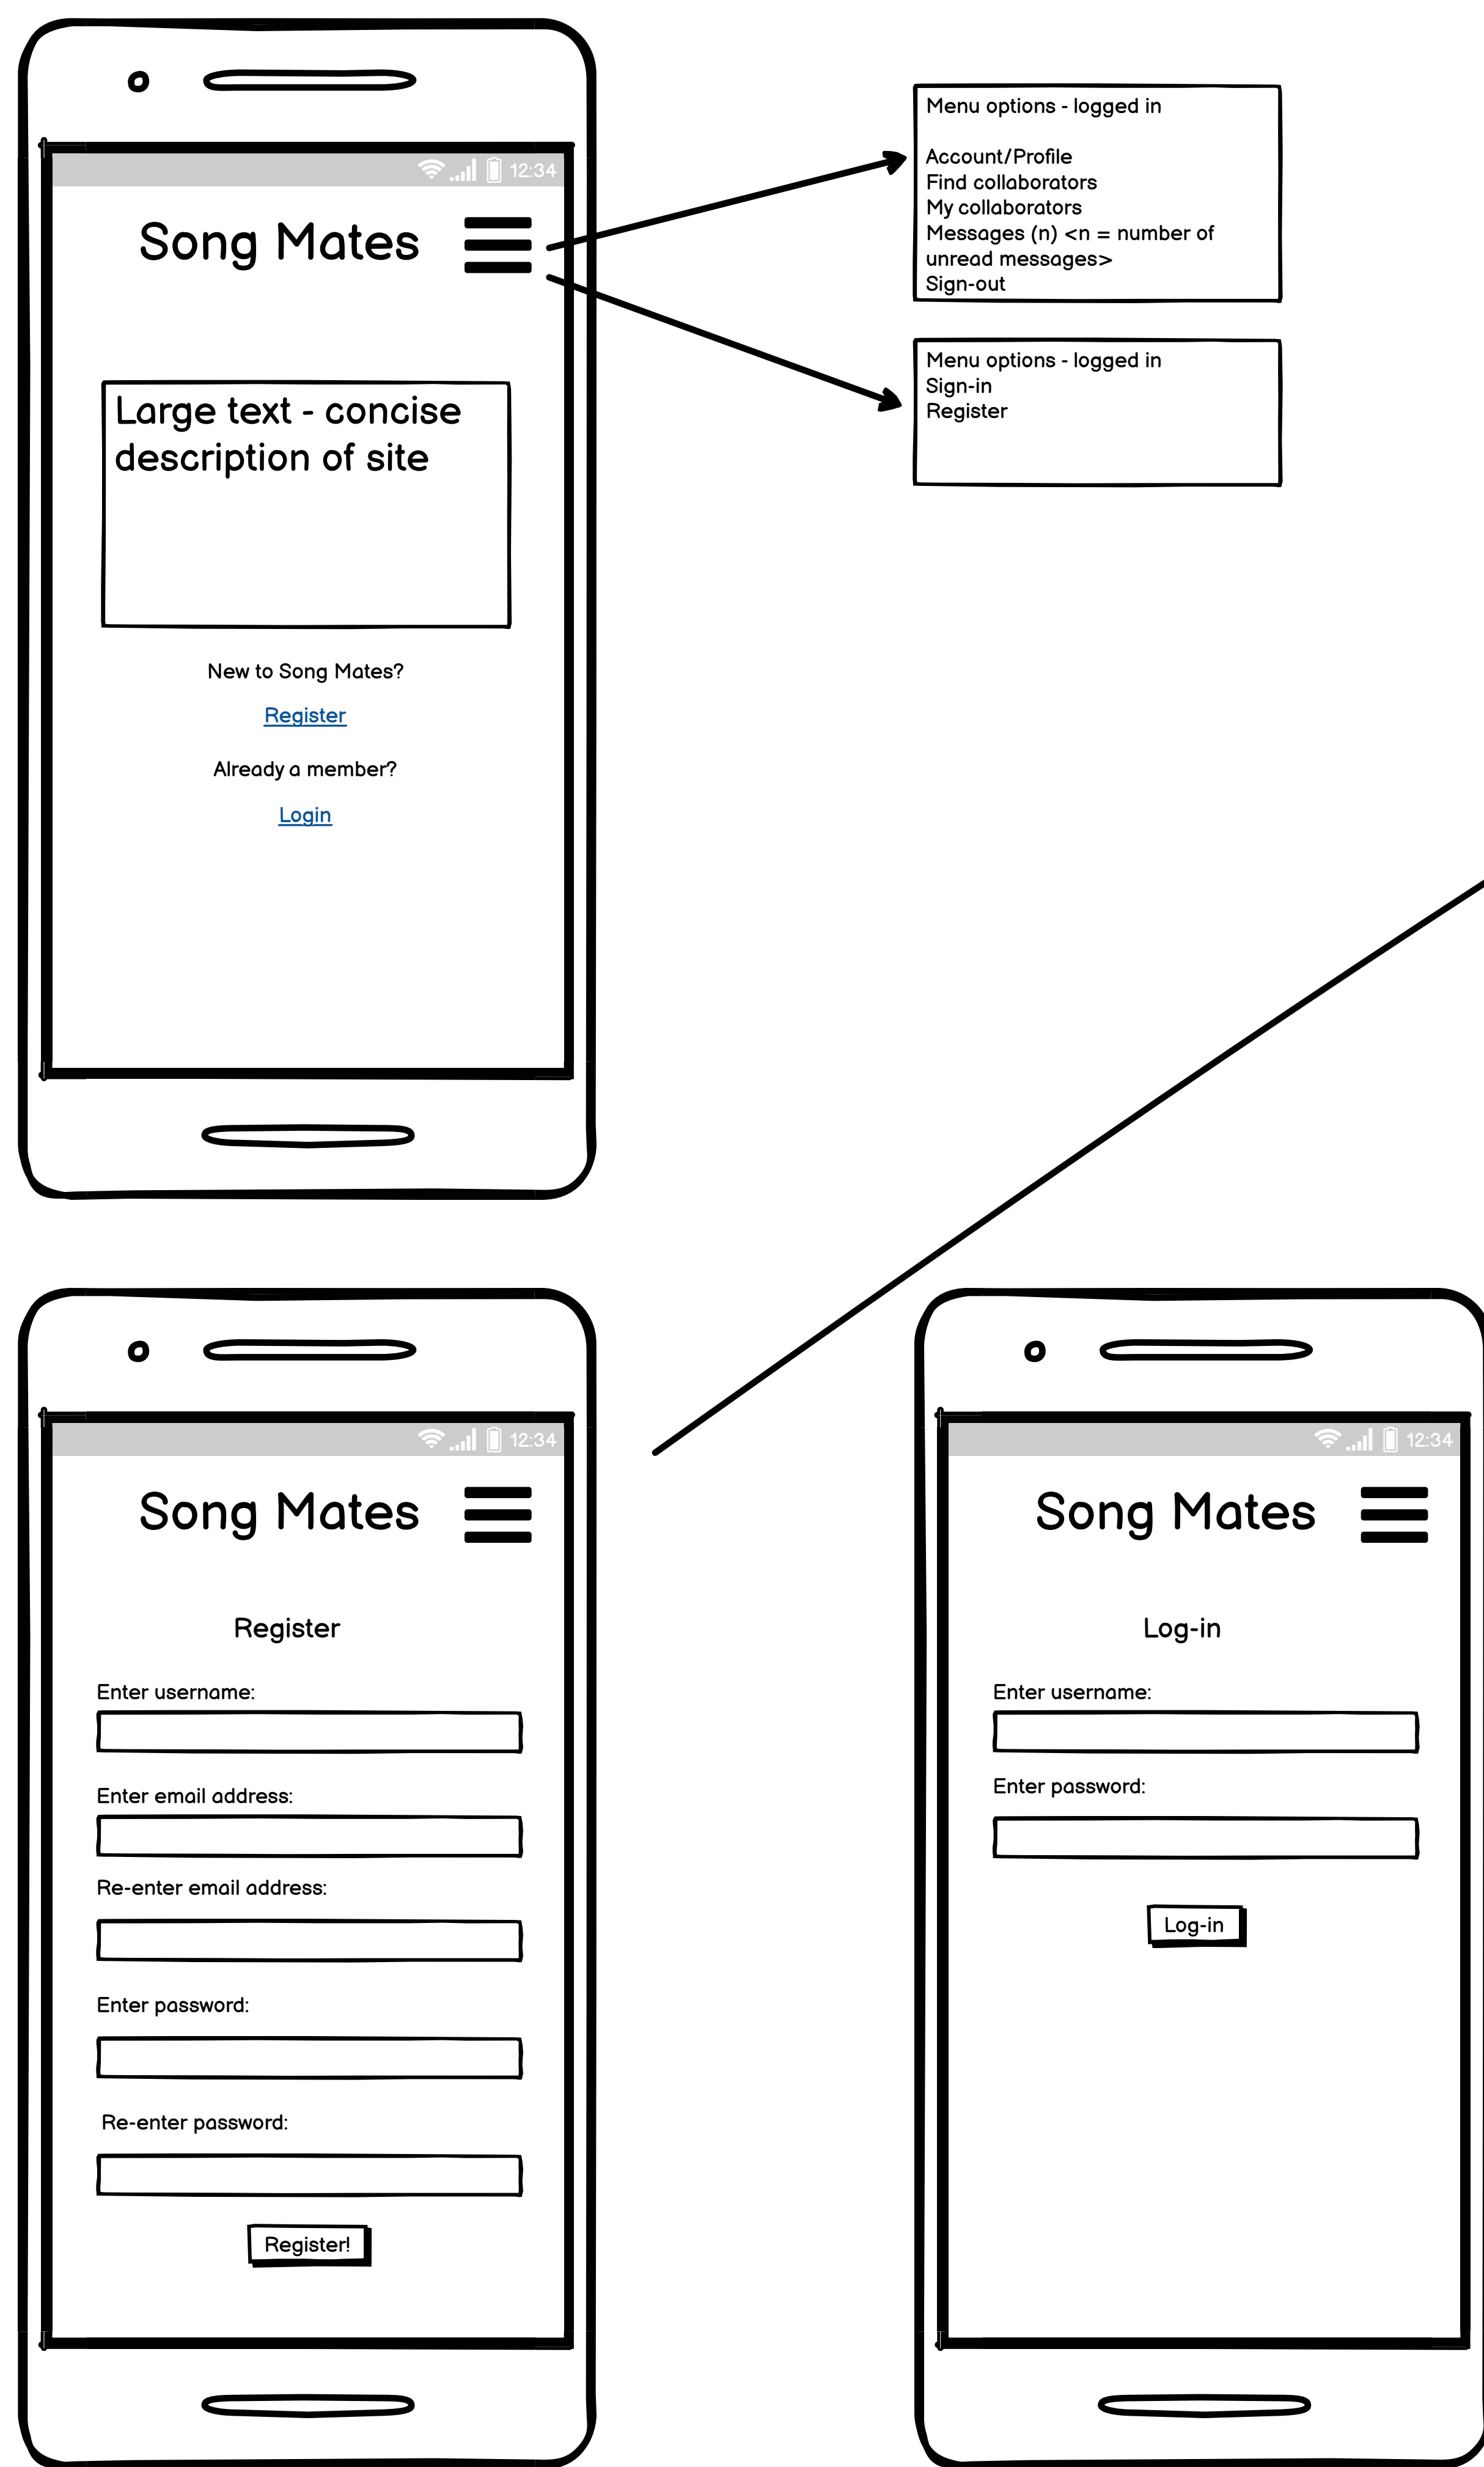 12:34
Song Mates
Large text - concise
description of site
New to Song Mates?
Register
Already a member?
Login
Menu options - logged in
Account/Profile
Find collaborators
My collaborators
Messages (n) <n = number of
unread messages>
Sign-out
Menu options - logged in
Sign-in
Register
12:34
Song Mates
Register
Enter username:
Enter email address:
Re-enter email address:
Enter password:
Re-enter password:
Register!
12:34
Song Mates
Log-in
Enter username:
Enter password:
Log-in